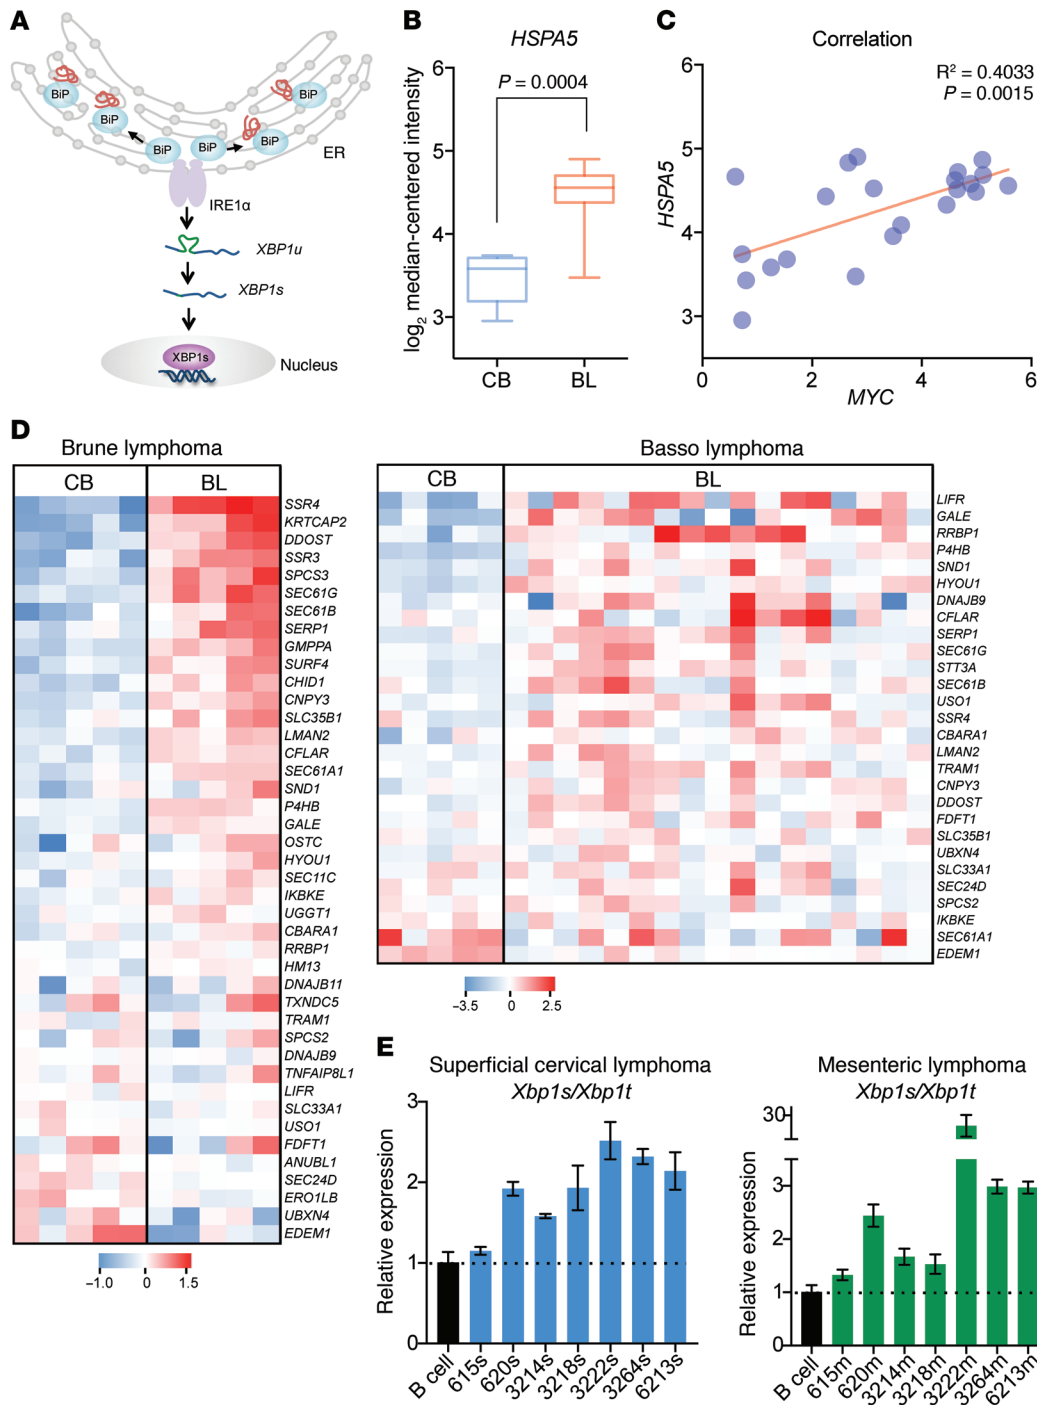 A
BiP
BiP
BiP
BiP
BiP
BiP
ER
IRE1α
XBP1u
XBP1s
XBP1s
Nucleus
B
HSPA5
P = 0.0004
log2 median-centered intensity
6
5
4
3
CB
BL
C
Correlation
R² = 0.4033
P = 0.0015
HSPA5
6
5
4
3
0
2
4
6
MYC
D
Brune lymphoma
CB
BL
SSR4
KRTCAP2
DDOST
SSR3
SPCS3
SEC61G
SEC61B
SERP1
GMPPA
SURF4
CHID1
CNPY3
SLC35B1
LMAN2
CFLAR
SEC61A1
SND1
P4HB
GALE
OSTC
HYOU1
SEC11C
IKBKE
UGGT1
CBARA1
RRBP1
HM13
DNAJB11
TXNDC5
TRAM1
SPCS2
DNAJB9
TNFAIP8L1
LIFR
SLC33A1
USO1
FDFT1
ANUBL1
SEC24D
ERO1LB
UBXN4
EDEM1
−1.0
0
1.5
Basso lymphoma
CB
BL
LIFR
GALE
RRBP1
P4HB
SND1
HYOU1
DNAJB9
CFLAR
SERP1
SEC61G
STT3A
SEC61B
USO1
SSR4
CBARA1
LMAN2
TRAM1
CNPY3
DDOST
FDFT1
SLC35B1
UBXN4
SLC33A1
SEC24D
SPCS2
IKBKE
SEC61A1
EDEM1
−3.5
0
2.5
E
Superficial cervical lymphoma
Xbp1s/Xbp1t
Relative expression
3
2
1
0
B cell
615s
620s
3214s
3218s
3222s
3264s
6213s
Mesenteric lymphoma
Xbp1s/Xbp1t
Relative expression
30
3
2
1
0
B cell
615m
620m
3214m
3218m
3222m
3264m
6213m